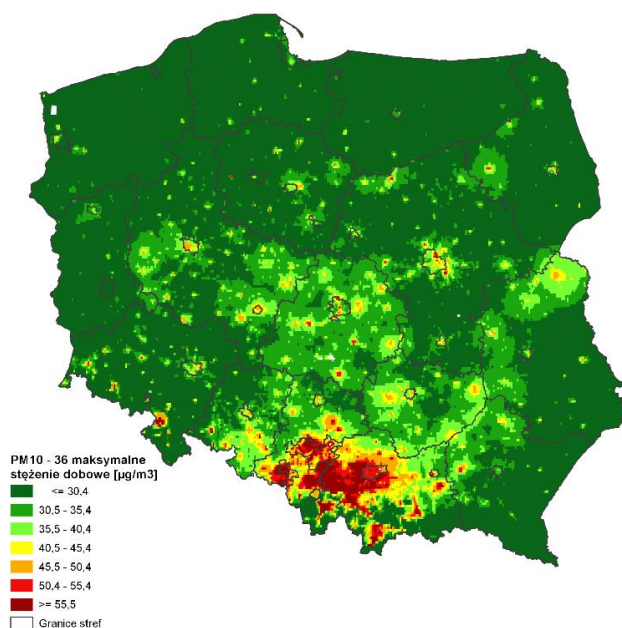 PM10 - 36 maksymalne
stężenie dobowe [µg/m3]
<= 30,4
30,5 - 35,4
35,5 - 40,4
40,5 - 45,4
45,5 - 50,4
50,4 - 55,4
>= 55,5
Granice stref